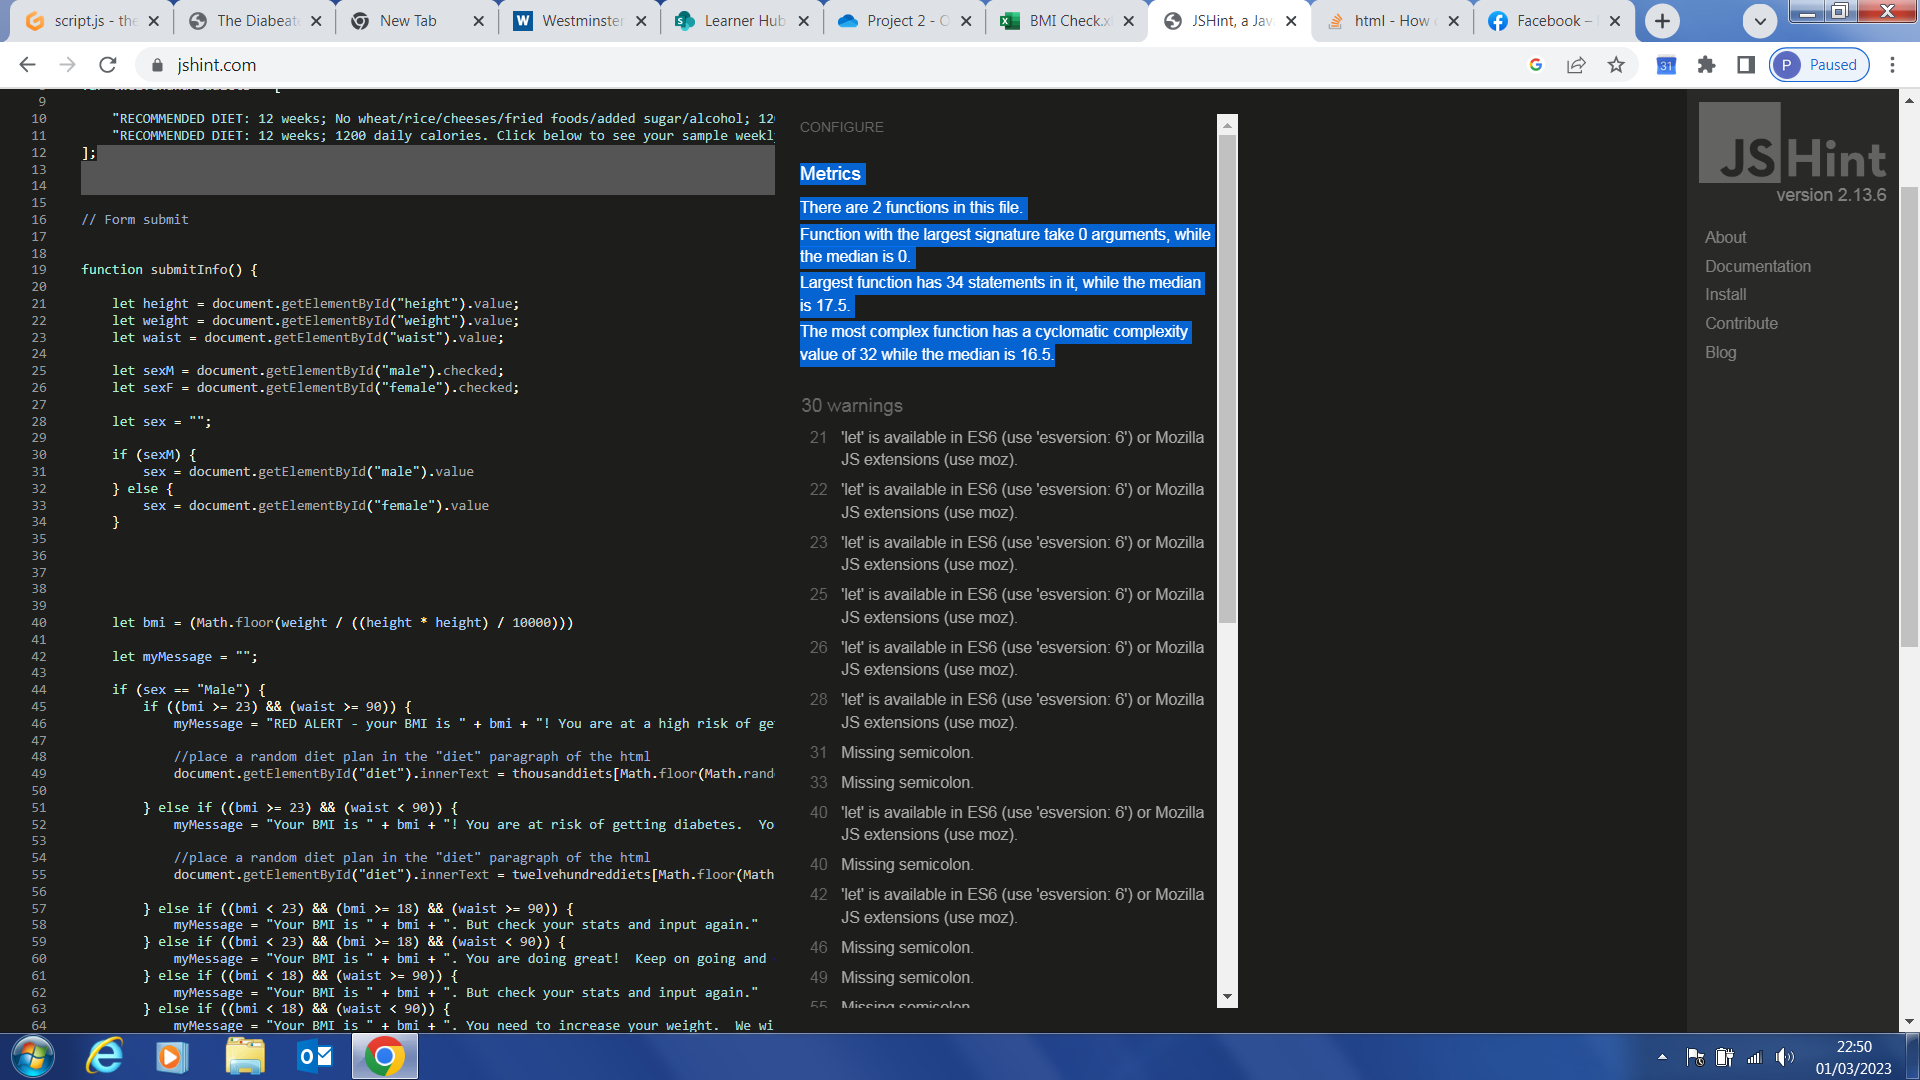 script.js - the
The Diabeat
New Tab
Westminster
Learner Hub
Project 2 - O
BMI Check.xl
JSHint, a Jav
html - How
Facebook –
jshint.com
31
P Paused
9
10 "RECOMMENDED DIET: 12 weeks; No wheat/rice/cheeses/fried foods/added sugar/alcohol; 12
11 "RECOMMENDED DIET: 12 weeks; 1200 daily calories. Click below to see your sample weekl
12 ];
13
14
15
16 // Form submit
17
18
19 function submitInfo() {
20
21 let height = document.getElementById("height").value;
22 let weight = document.getElementById("weight").value;
23 let waist = document.getElementById("waist").value;
24
25 let sexM = document.getElementById("male").checked;
26 let sexF = document.getElementById("female").checked;
27
28 let sex = "";
29
30 if (sexM) {
31 sex = document.getElementById("male").value
32 } else {
33 sex = document.getElementById("female").value
34 }
35
36
37
38
39
40 let bmi = (Math.floor(weight / ((height * height) / 10000)))
41
42 let myMessage = "";
43
44 if (sex == "Male") {
45 if ((bmi >= 23) && (waist >= 90)) {
46 myMessage = "RED ALERT - your BMI is " + bmi + "! You are at a high risk of ge
47
48 //place a random diet plan in the "diet" paragraph of the html
49 document.getElementById("diet").innerText = thousanddiets[Math.floor(Math.rand
50
51 } else if ((bmi >= 23) && (waist < 90)) {
52 myMessage = "Your BMI is " + bmi + "! You are at risk of getting diabetes. Yo
53
54 //place a random diet plan in the "diet" paragraph of the html
55 document.getElementById("diet").innerText = twelvehundreddiets[Math.floor(Math
56
57 } else if ((bmi < 23) && (bmi >= 18) && (waist >= 90)) {
58 myMessage = "Your BMI is " + bmi + ". But check your stats and input again."
59 } else if ((bmi < 23) && (bmi >= 18) && (waist < 90)) {
60 myMessage = "Your BMI is " + bmi + ". You are doing great! Keep on going and
61 } else if ((bmi < 18) && (waist >= 90)) {
62 myMessage = "Your BMI is " + bmi + ". But check your stats and input again."
63 } else if ((bmi < 18) && (waist < 90)) {
64 myMessage = "Your BMI is " + bmi + ". You need to increase your weight. We wi
CONFIGURE
Metrics
There are 2 functions in this file.
Function with the largest signature take 0 arguments, while
the median is 0.
Largest function has 34 statements in it, while the median
is 17.5.
The most complex function has a cyclomatic complexity
value of 32 while the median is 16.5.
30 warnings
21 'let' is available in ES6 (use 'esversion: 6') or Mozilla
JS extensions (use moz).
22 'let' is available in ES6 (use 'esversion: 6') or Mozilla
JS extensions (use moz).
23 'let' is available in ES6 (use 'esversion: 6') or Mozilla
JS extensions (use moz).
25 'let' is available in ES6 (use 'esversion: 6') or Mozilla
JS extensions (use moz).
26 'let' is available in ES6 (use 'esversion: 6') or Mozilla
JS extensions (use moz).
28 'let' is available in ES6 (use 'esversion: 6') or Mozilla
JS extensions (use moz).
31 Missing semicolon.
33 Missing semicolon.
40 'let' is available in ES6 (use 'esversion: 6') or Mozilla
JS extensions (use moz).
40 Missing semicolon.
42 'let' is available in ES6 (use 'esversion: 6') or Mozilla
JS extensions (use moz).
46 Missing semicolon.
49 Missing semicolon.
55 Missing semicolon.
JSHint
version 2.13.6
About
Documentation
Install
Contribute
Blog
22:50
01/03/2023